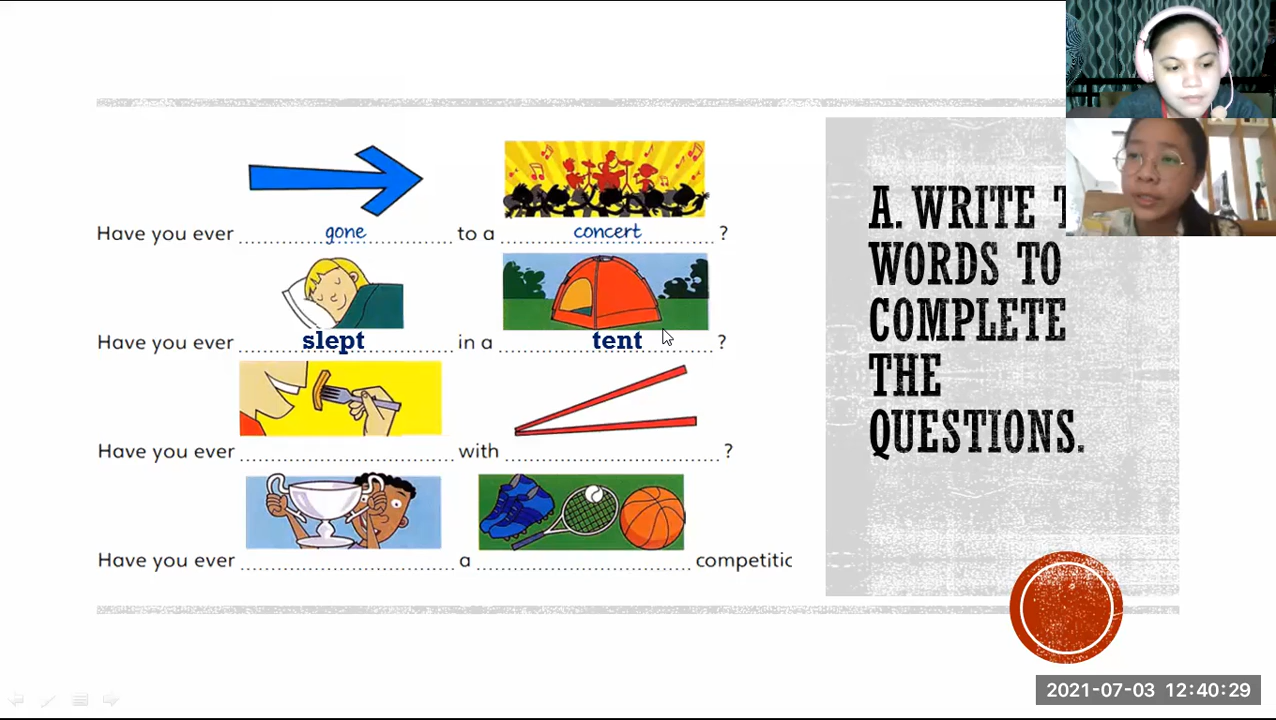 Have you ever gone to a concert ?
Have you ever slept in a tent ?
Have you ever with ?
Have you ever a competitic
A. WRITE T
WORDS TO
COMPLETE
THE
QUESTIONS.
2021-07-03 12:40:29